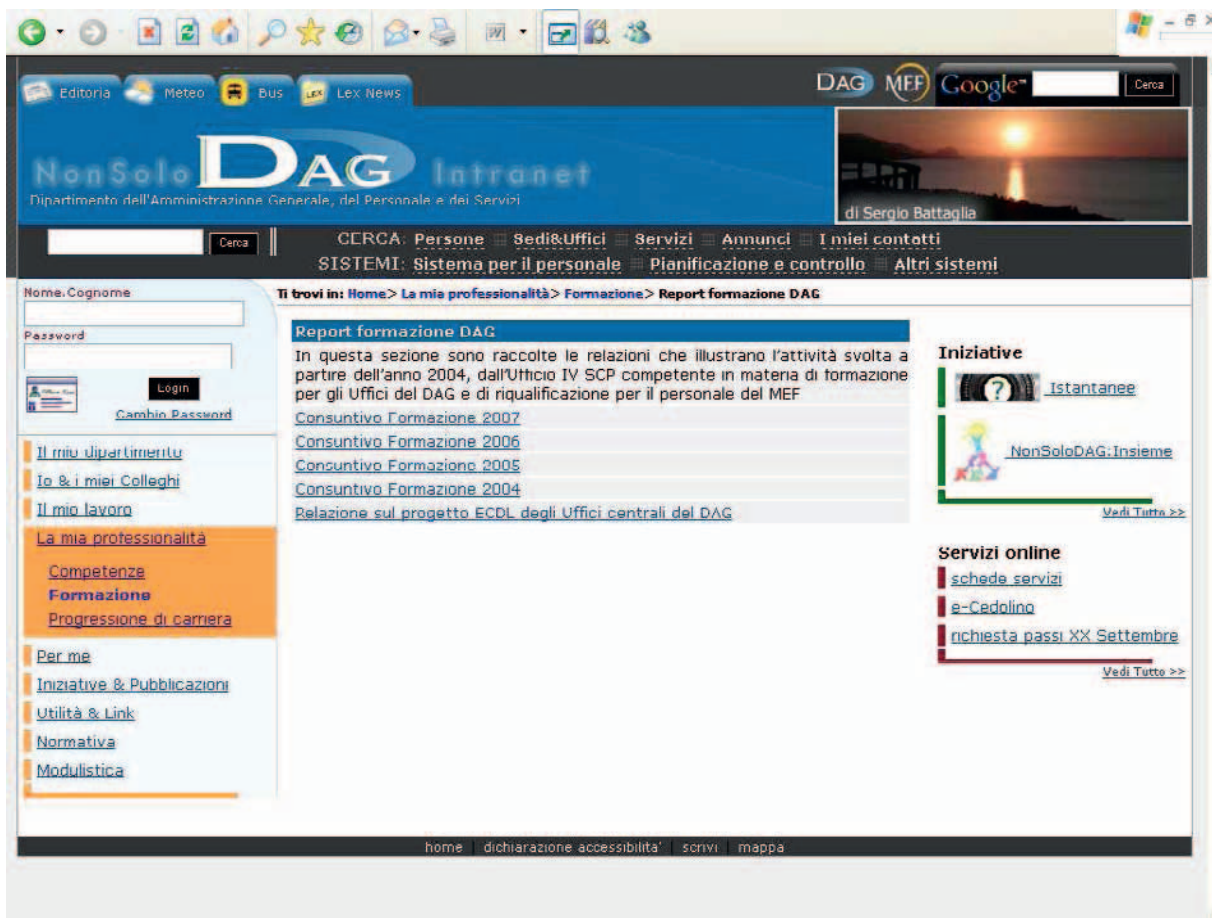 Editoria Meteo Bus LEX Lex News
DAG MEF Google™ Cerca
NonSolo DAG Intranet
Dipartimento dell'Amministrazione Generale, del Personale e dei Servizi
di Sergio Battaglia
Cerca
CERCA: Persone Sedi&Uffici Servizi Annunci I miei contatti
SISTEMI: Sistema per il personale Pianificazione e controllo Altri sistemi
Nome.Cognome
Password
Login
Cambio Password
Il mio dipartimento
Io & i miei Colleghi
Il mio lavoro
La mia professionalità
Competenze
Formazione
Progressione di carriera
Per me
Iniziative & Pubblicazioni
Utilità & Link
Normativa
Modulistica
Ti trovi in: Home> La mia professionalità> Formazione> Report formazione DAG
Report formazione DAG
In questa sezione sono raccolte le relazioni che illustrano l'attività svolta a
partire dell'anno 2004, dall'Ufficio IV SCP competente in materia di formazione
per gli Uffici del DAG e di riqualificazione per il personale del MEF
Consuntivo Formazione 2007
Consuntivo Formazione 2006
Consuntivo Formazione 2005
Consuntivo Formazione 2004
Relazione sul progetto ECDL degli Uffici centrali del DAG
Iniziative
? Istantanee
NonSoloDAG:Insieme
Vedi Tutto >>
Servizi online
schede servizi
e-Cedolino
richiesta passi XX Settembre
Vedi Tutto >>
home dichiarazione accessibilita' scrivi mappa